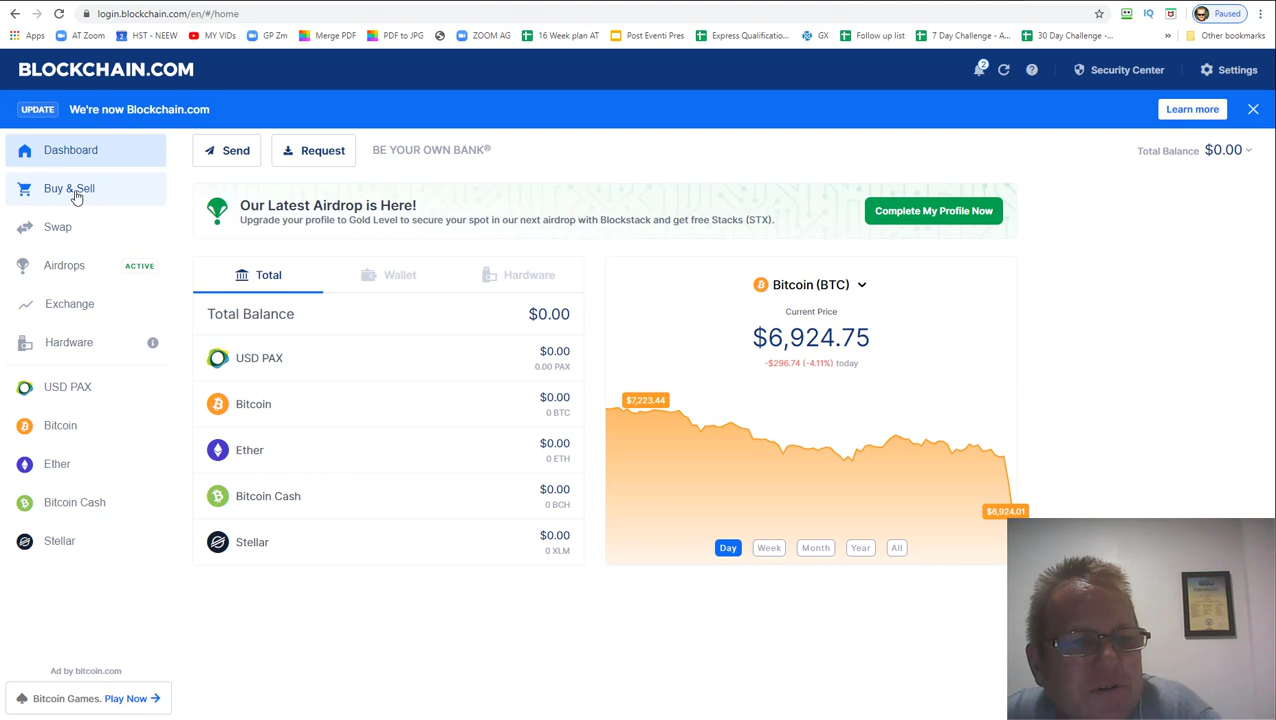 login.blockchain.com/en/#/home
Paused
Apps
AT Zoom
HST - NEEW
MY VIDs
GP Zm
Merge PDF
PDF to JPG
ZOOM AG
16 Week plan AT
Post Eventi Pres
Express Qualificatio...
GX
Follow up list
7 Day Challenge - A...
30 Day Challenge -...
»
Other bookmarks
BLOCKCHAIN.COM
2
Security Center
Settings
UPDATE
We're now Blockchain.com
Learn more
Dashboard
Buy & Sell
Swap
Airdrops
ACTIVE
Exchange
Hardware
USD PAX
Bitcoin
Ether
Bitcoin Cash
Stellar
Ad by bitcoin.com
Bitcoin Games. Play Now →
Send
Request
BE YOUR OWN BANK®
Total Balance $0.00
Our Latest Airdrop is Here!
Upgrade your profile to Gold Level to secure your spot in our next airdrop with Blockstack and get free Stacks (STX).
Complete My Profile Now
Total
Wallet
Hardware
Total Balance $0.00
USD PAX $0.00
0.00 PAX
Bitcoin $0.00
0 BTC
Ether $0.00
0 ETH
Bitcoin Cash $0.00
0 BCH
Stellar $0.00
0 XLM
Bitcoin (BTC)
Current Price
$6,924.75
-$296.74 (-4.11%) today
$7,223.44
$6,924.01
Day
Week
Month
Year
All